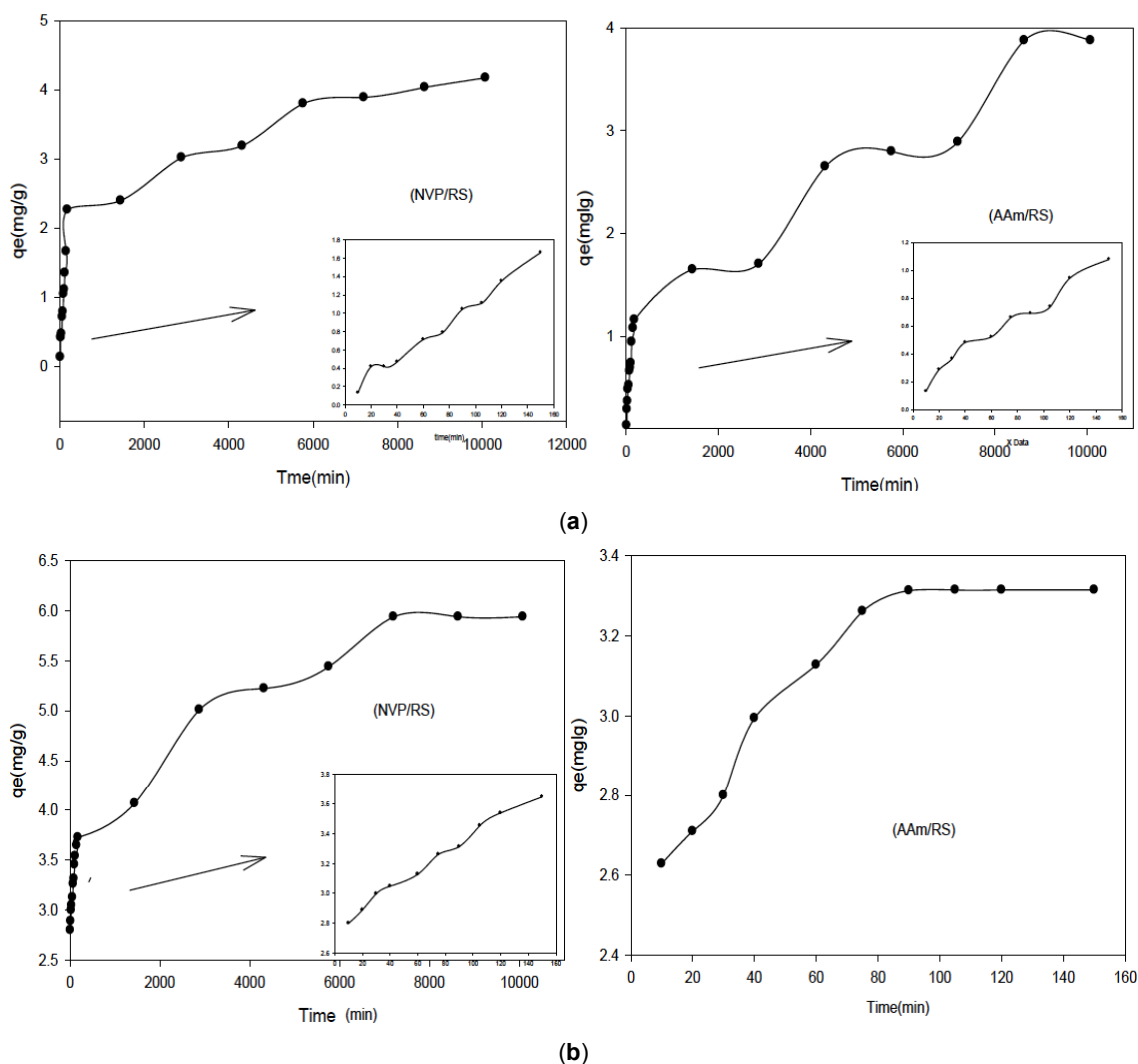 5
4
3
2
1
0
qe(mg/g)
(NVP/RS)
1.8
1.6
1.4
1.2
1.0
0.8
0.6
0.4
0.2
0.0
0 20 40 60 80 100 120 140 160
time(min)
0 2000 4000 6000 8000 10000 12000
Tme(min)
4
3
2
1
qe(mglg)
(AAm/RS)
1.2
1.0
0.8
0.6
0.4
0.2
0.0
0 20 40 60 80 100 120 140 160
X Data
0 2000 4000 6000 8000 10000
Time(min)
(a)
6.5
6.0
5.5
5.0
4.5
4.0
3.5
3.0
2.5
qe(mg/g)
(NVP/RS)
3.8
3.6
3.4
3.2
3.0
2.8
2.6
20 40 60 80 100 120 140 160
0 2000 4000 6000 8000 10000
Time (min)
3.4
3.2
3.0
2.8
2.6
2.4
qe(mglg)
(AAm/RS)
0 20 40 60 80 100 120 140 160
Time(min)
(b)